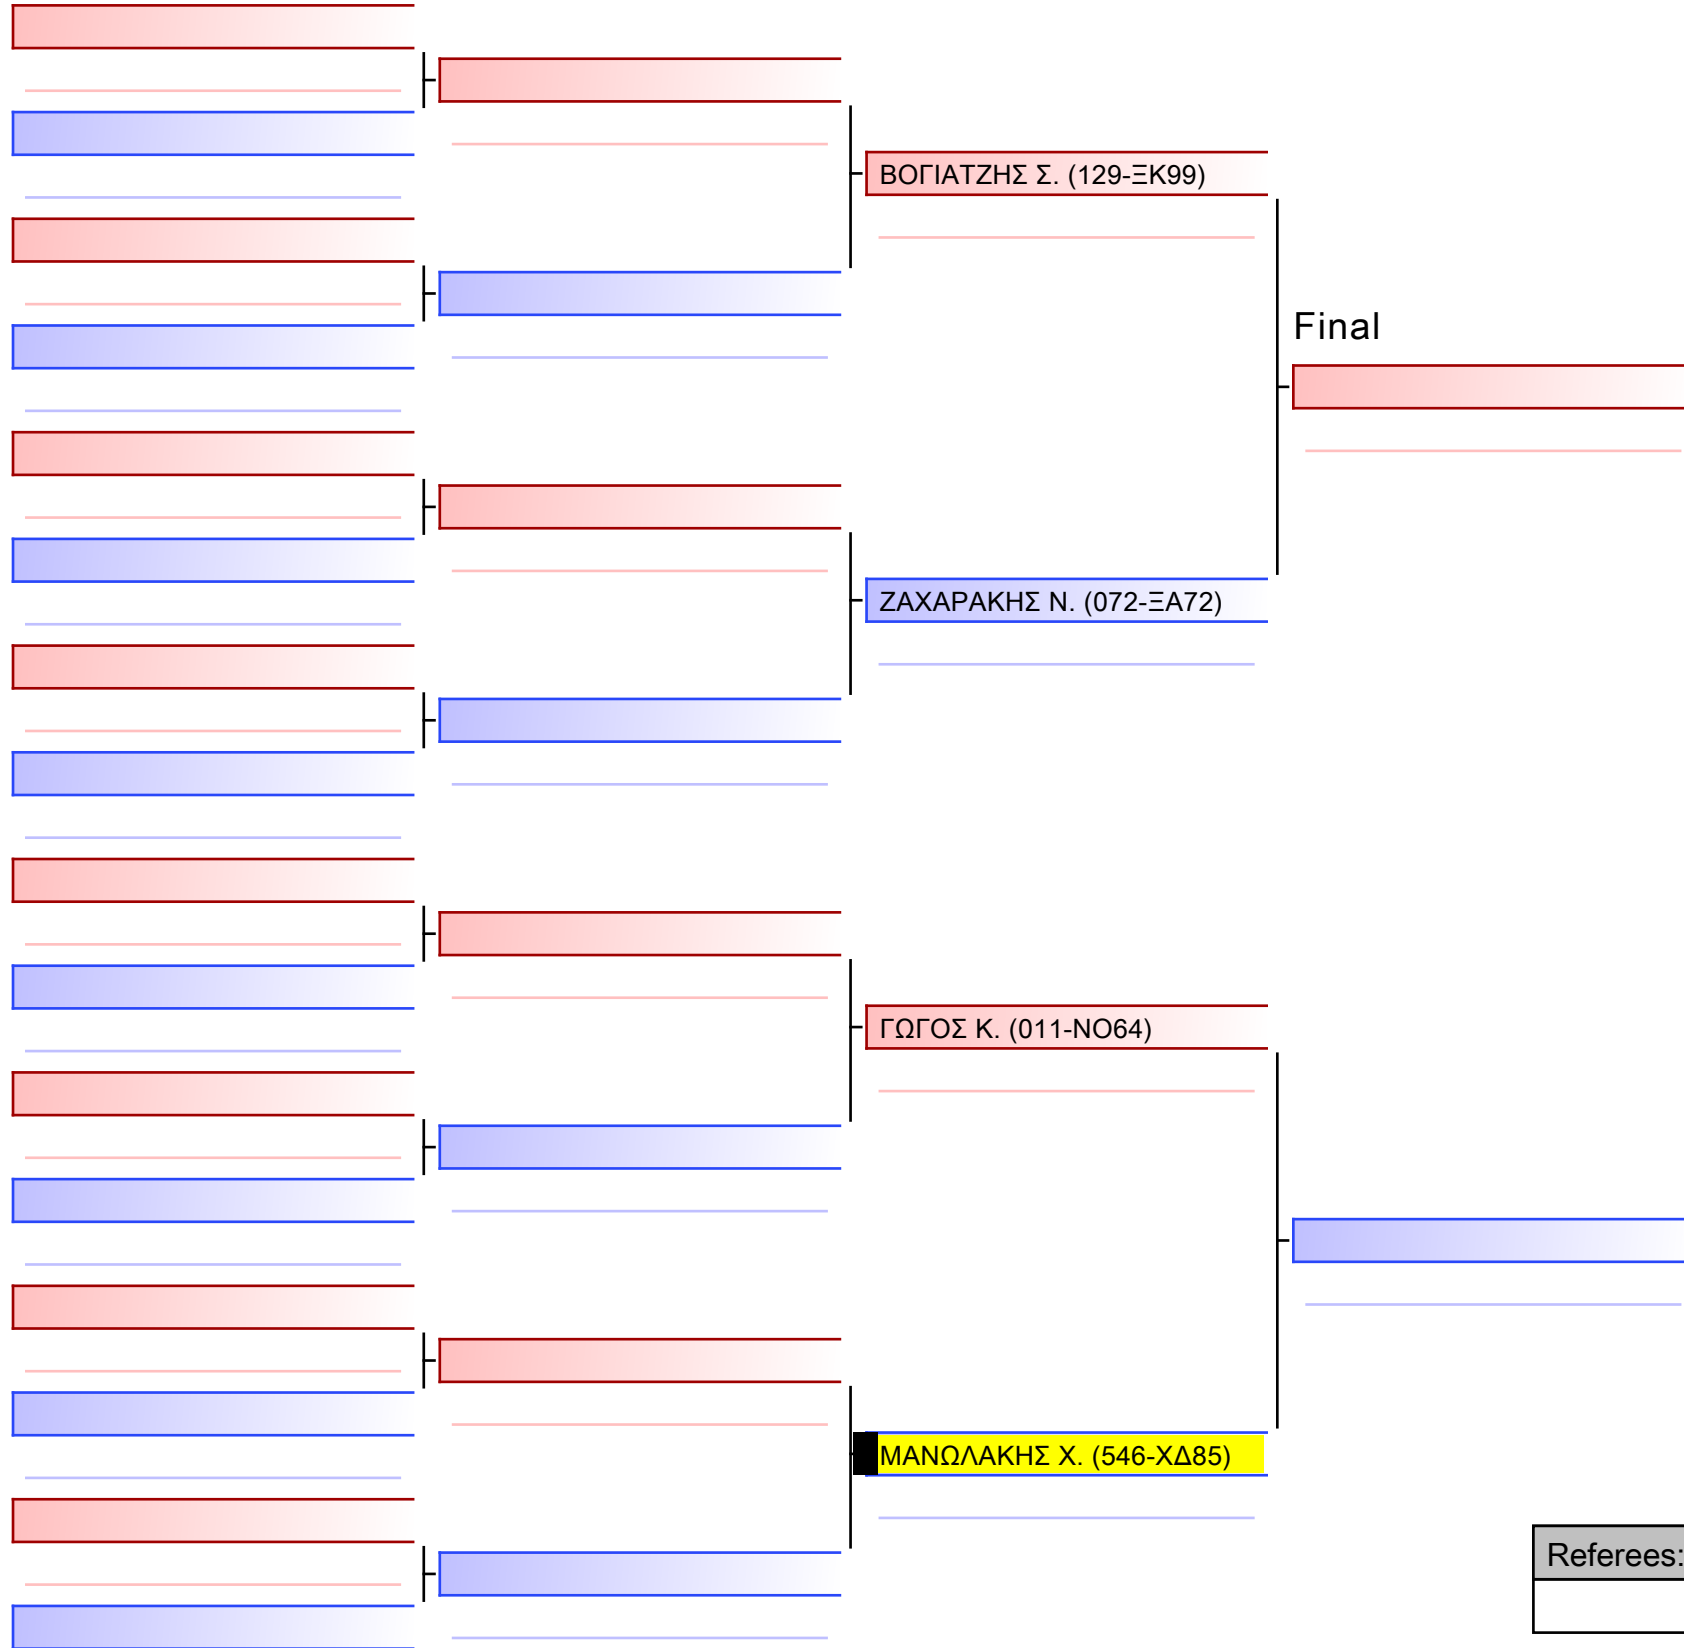 ΒΟΓΙΑΤΖΗΣ Σ. (129-ΞΚ99)
Final
ΖΑΧΑΡΑΚΗΣ Ν. (072-ΞΑ72)
ΓΩΓΟΣ Κ. (011-ΝΟ64)
ΜΑΝΩΛΑΚΗΣ Χ. (546-ΧΔ85)
Referees: